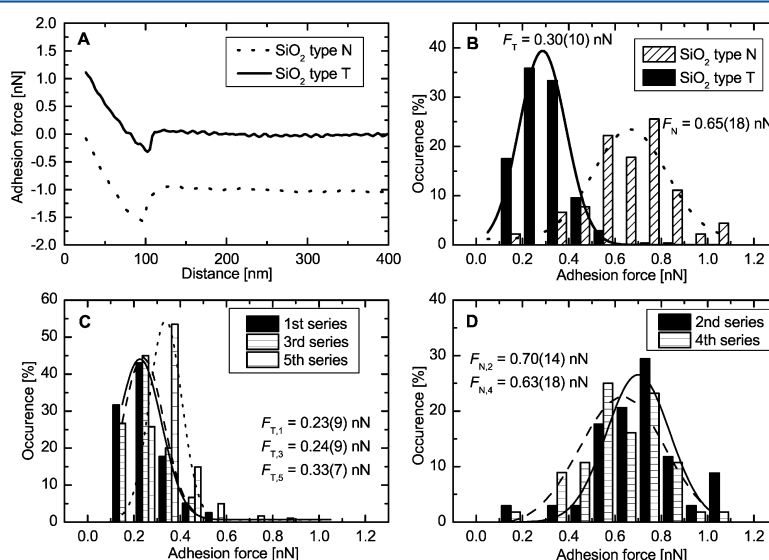 A
SiO2 type N
SiO2 type T
Adhesion force [nN]
2.0
1.5
1.0
0.5
0.0
-0.5
-1.0
-1.5
-2.0
0 100 200 300 400
Distance [nm]
B
FT = 0.30(10) nN
SiO2 type N
SiO2 type T
FN = 0.65(18) nN
Occurence [%]
40
30
20
10
0
0.0 0.2 0.4 0.6 0.8 1.0 1.2
Adhesion force [nN]
C
1st series
3rd series
5th series
FT,1 = 0.23(9) nN
FT,3 = 0.24(9) nN
FT,5 = 0.33(7) nN
Occurence [%]
60
50
40
30
20
10
0
0.0 0.2 0.4 0.6 0.8 1.0 1.2
Adhesion force [nN]
D
2nd series
4th series
FN,2 = 0.70(14) nN
FN,4 = 0.63(18) nN
Occurence [%]
40
30
20
10
0
0.0 0.2 0.4 0.6 0.8 1.0 1.2
Adhesion force [nN]